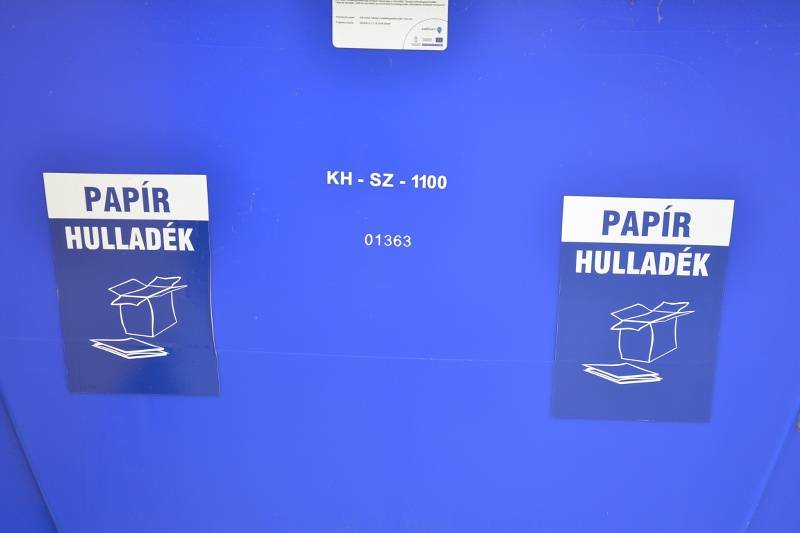 PAPÍR
HULLADÉK
KH - SZ - 1100
01363
PAPÍR
HULLADÉK